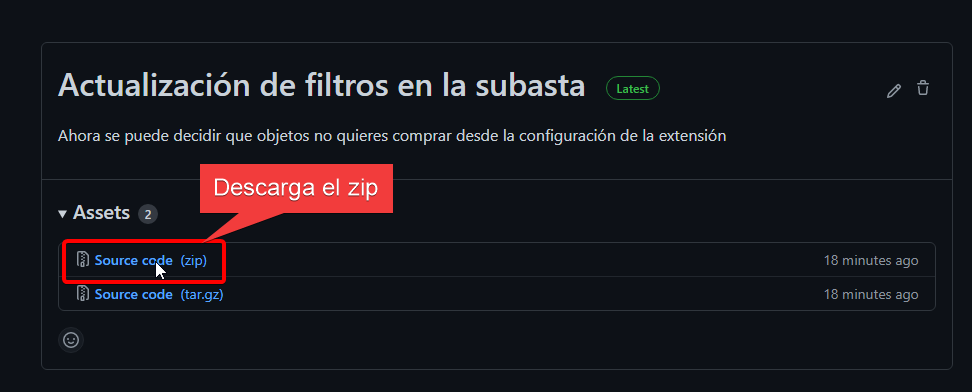 Actualización de filtros en la subasta Latest
Ahora se puede decidir que objetos no quieres comprar desde la configuración de la extensión
Descarga el zip
Assets 2
Source code (zip) 18 minutes ago
Source code (tar.gz) 18 minutes ago